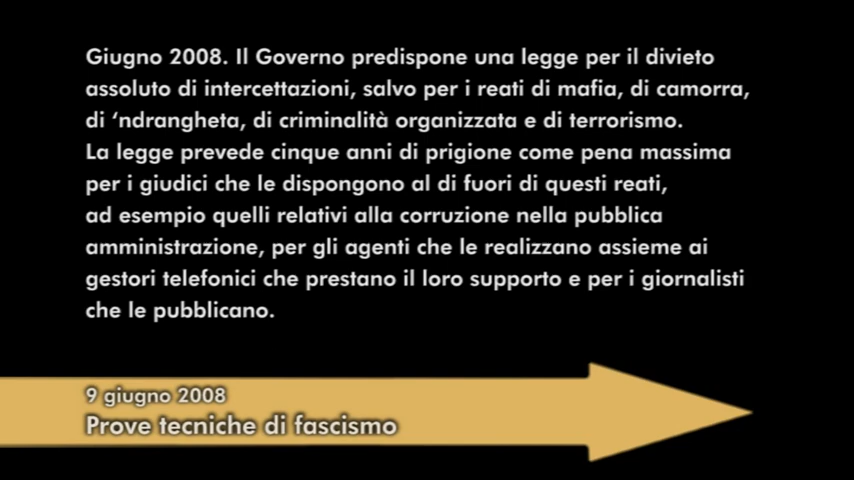 Giugno 2008. Il Governo predispone una legge per il divieto
assoluto di intercettazioni, salvo per i reati di mafia, di camorra,
di ‘ndrangheta, di criminalità organizzata e di terrorismo.
La legge prevede cinque anni di prigione come pena massima
per i giudici che le dispongono al di fuori di questi reati,
ad esempio quelli relativi alla corruzione nella pubblica
amministrazione, per gli agenti che le realizzano assieme ai
gestori telefonici che prestano il loro supporto e per i giornalisti
che le pubblicano.
9 giugno 2008
Prove tecniche di fascismo